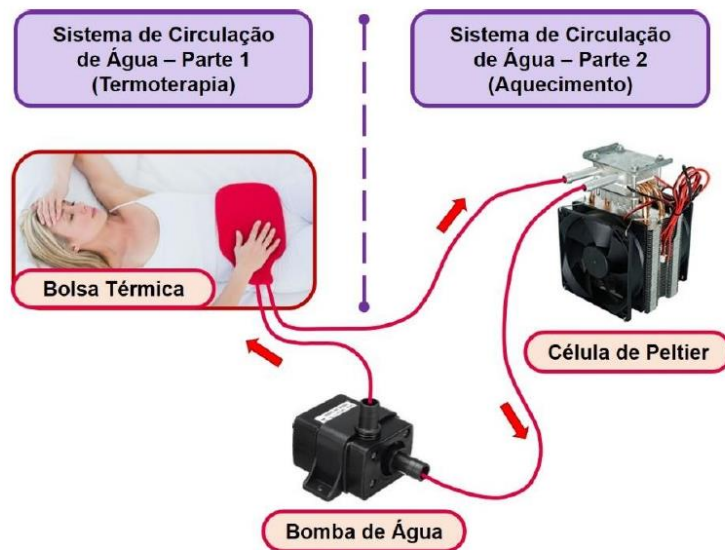 Sistema de Circulação
de Água – Parte 1
(Termoterapia)
Sistema de Circulação
de Água – Parte 2
(Aquecimento)
Bolsa Térmica
Célula de Peltier
Bomba de Água